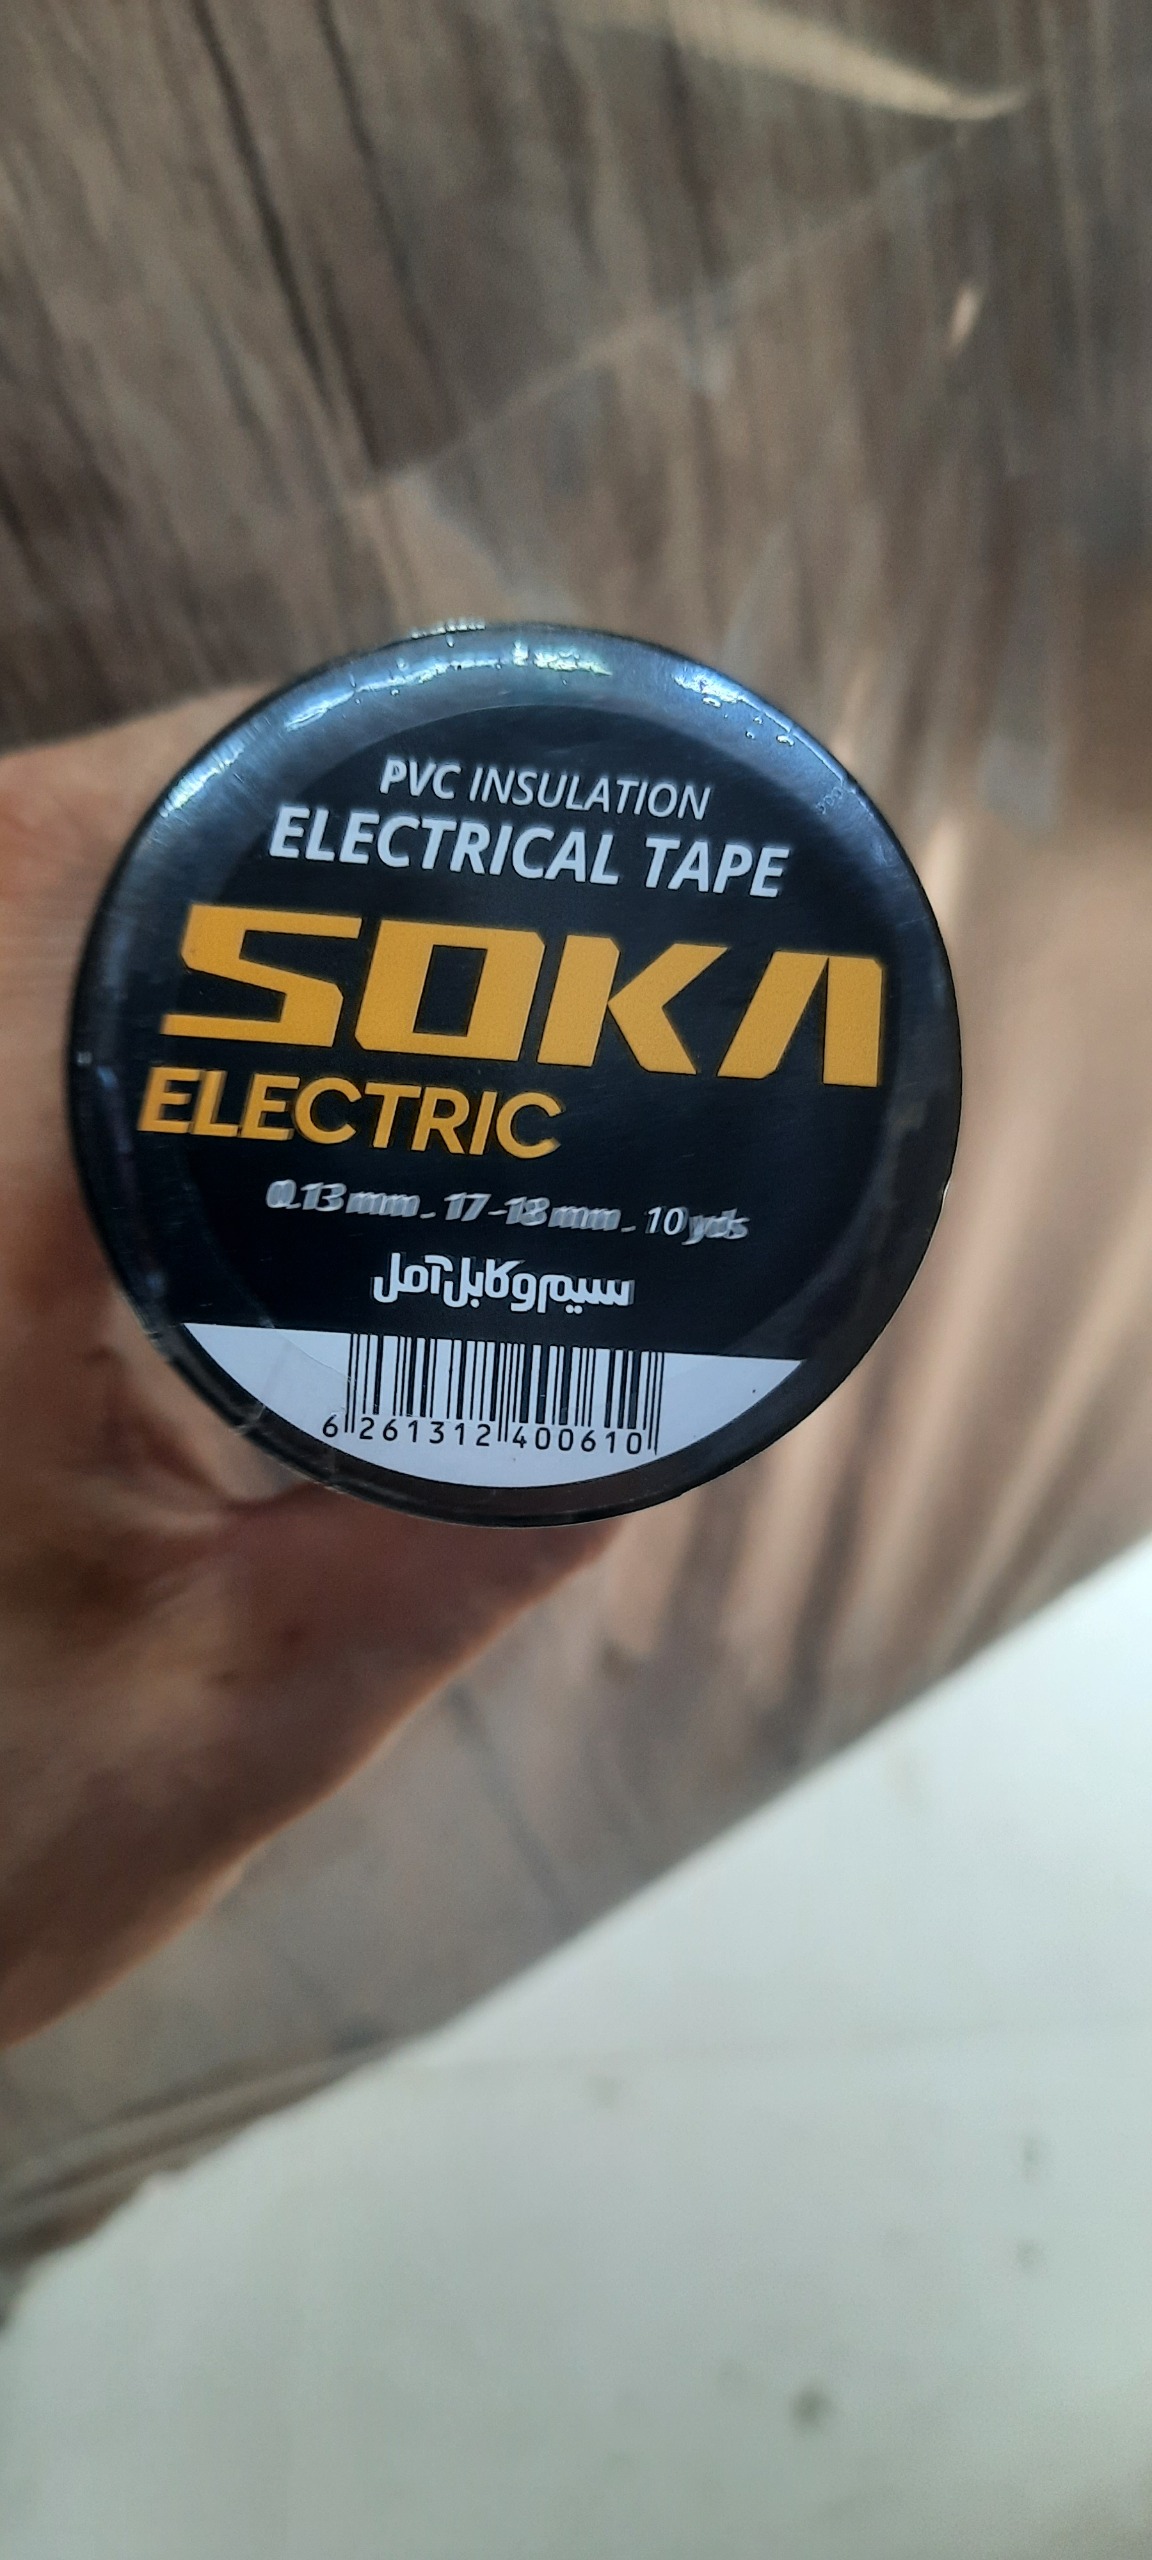 PVC INSULATION
ELECTRICAL TAPE
SOKA
ELECTRIC
0.13 mm - 17-18 mm - 10 yds
سیم و کابل آمل
6 261312 400610